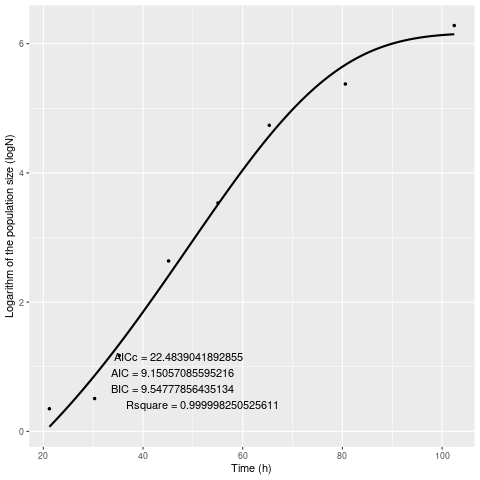 Logarithm of the population size (logN)
6
4
2
0
AICc = 22.4839041892855
AIC = 9.15057085595216
BIC = 9.54777856435134
Rsquare = 0.999998250525611
20 40 60 80 100
Time (h)